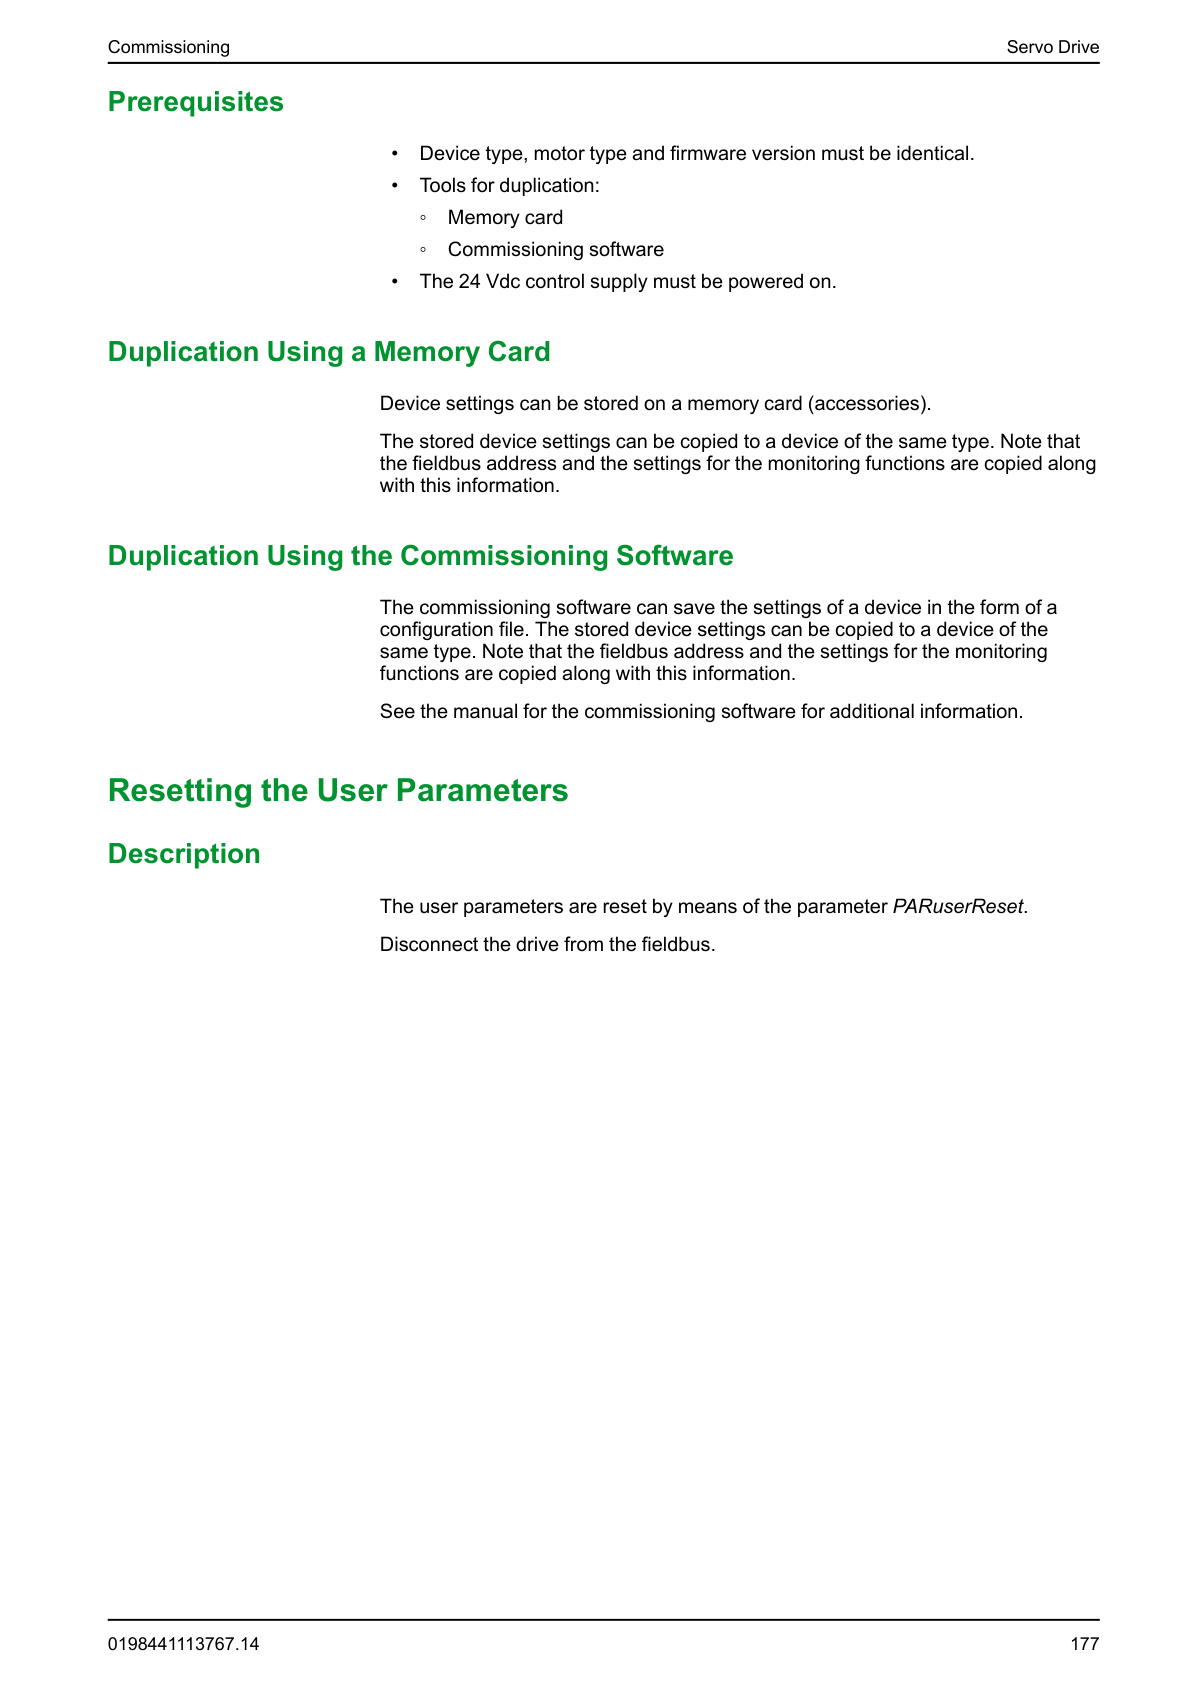 Commissioning Servo Drive
Prerequisites
• Device type, motor type and firmware version must be identical.
• Tools for duplication:
◦ Memory card
◦ Commissioning software
• The 24 Vdc control supply must be powered on.
Duplication Using a Memory Card
Device settings can be stored on a memory card (accessories).
The stored device settings can be copied to a device of the same type. Note that
the fieldbus address and the settings for the monitoring functions are copied along
with this information.
Duplication Using the Commissioning Software
The commissioning software can save the settings of a device in the form of a
configuration file. The stored device settings can be copied to a device of the
same type. Note that the fieldbus address and the settings for the monitoring
functions are copied along with this information.
See the manual for the commissioning software for additional information.
Resetting the User Parameters
Description
The user parameters are reset by means of the parameter PARuserReset.
Disconnect the drive from the fieldbus.
0198441113767.14 177